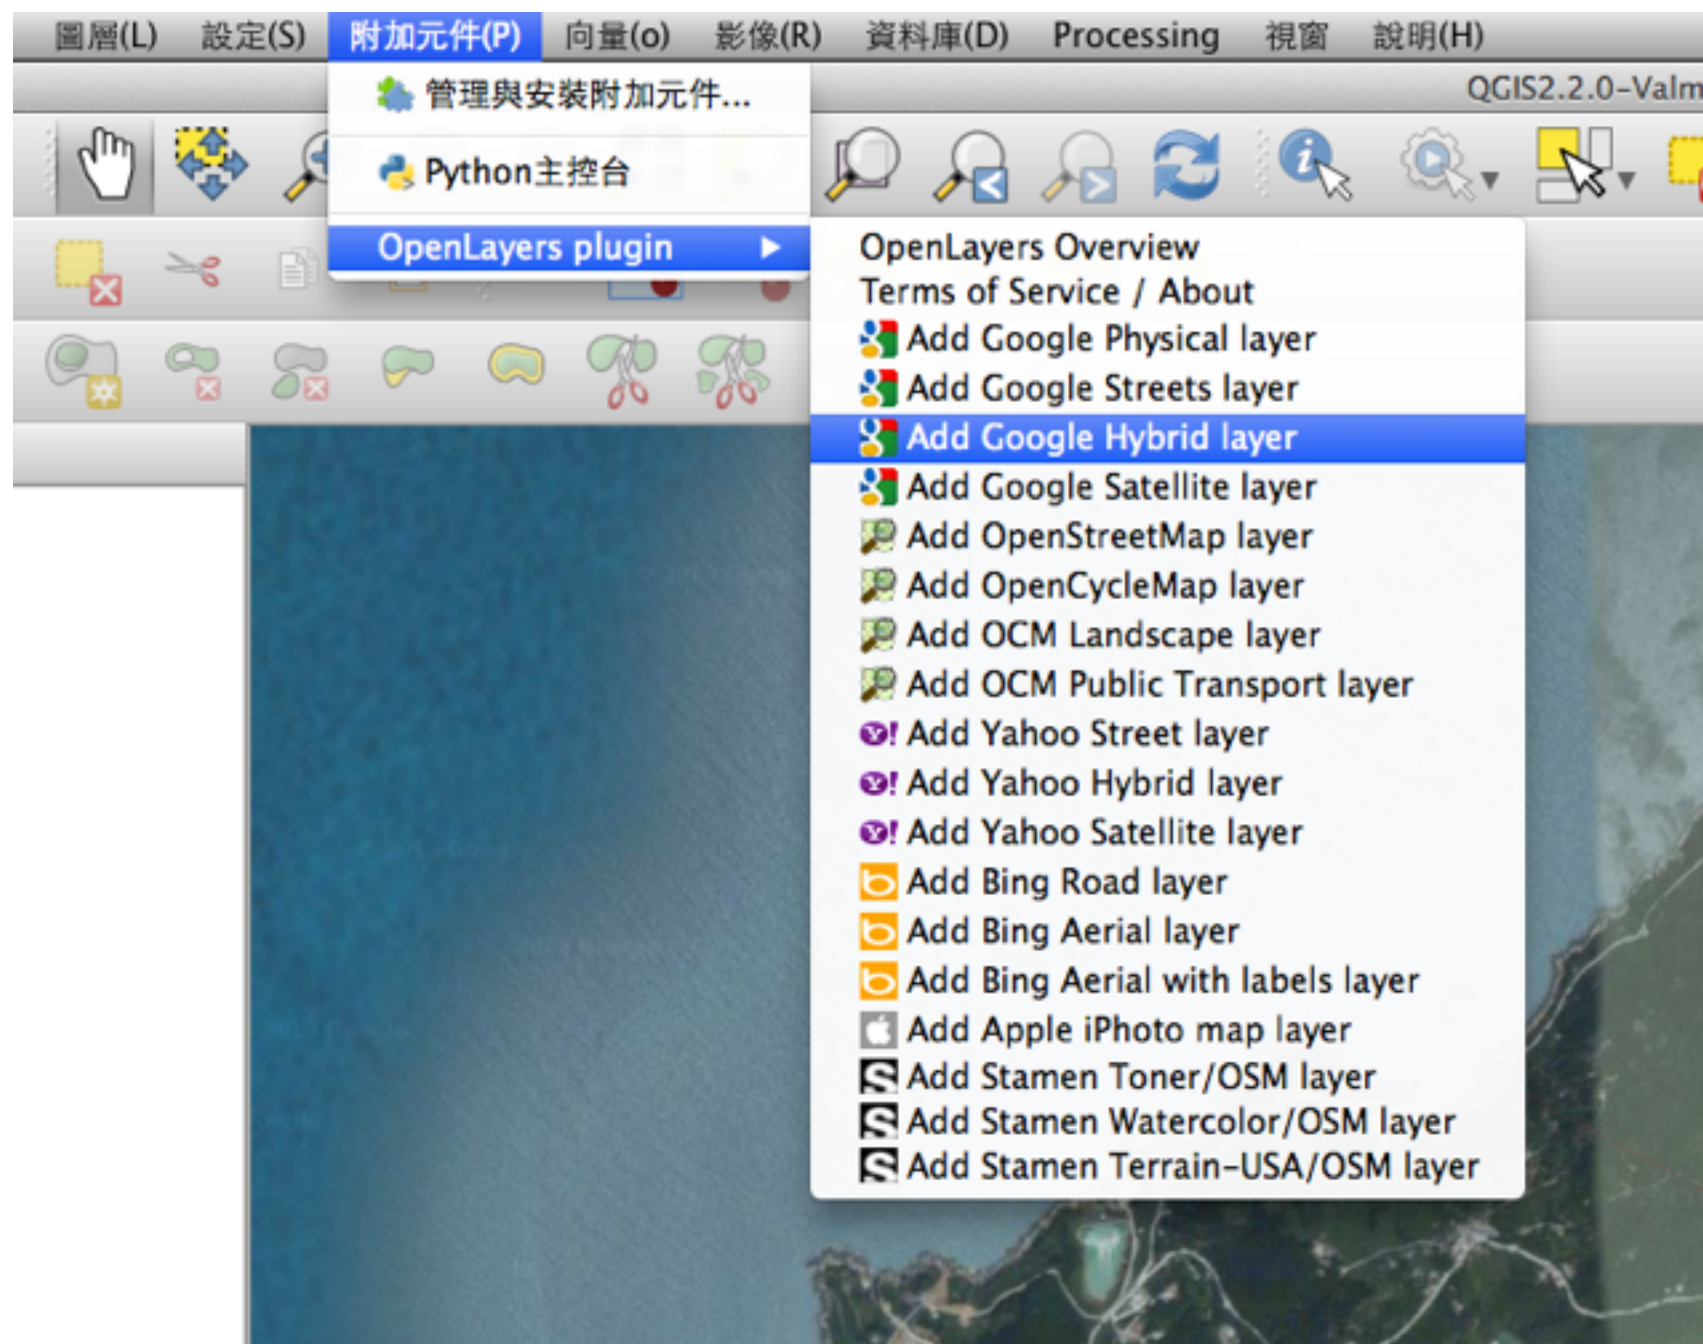 圖層(L) 設定(S) 附加元件(P) 向量(o) 影像(R) 資料庫(D) Processing 視窗 說明(H)
QGIS2.2.0-Valm
管理與安裝附加元件...
Python主控台
OpenLayers plugin
OpenLayers Overview
Terms of Service / About
Add Google Physical layer
Add Google Streets layer
Add Google Hybrid layer
Add Google Satellite layer
Add OpenStreetMap layer
Add OpenCycleMap layer
Add OCM Landscape layer
Add OCM Public Transport layer
Add Yahoo Street layer
Add Yahoo Hybrid layer
Add Yahoo Satellite layer
Add Bing Road layer
Add Bing Aerial layer
Add Bing Aerial with labels layer
Add Apple iPhoto map layer
Add Stamen Toner/OSM layer
Add Stamen Watercolor/OSM layer
Add Stamen Terrain-USA/OSM layer